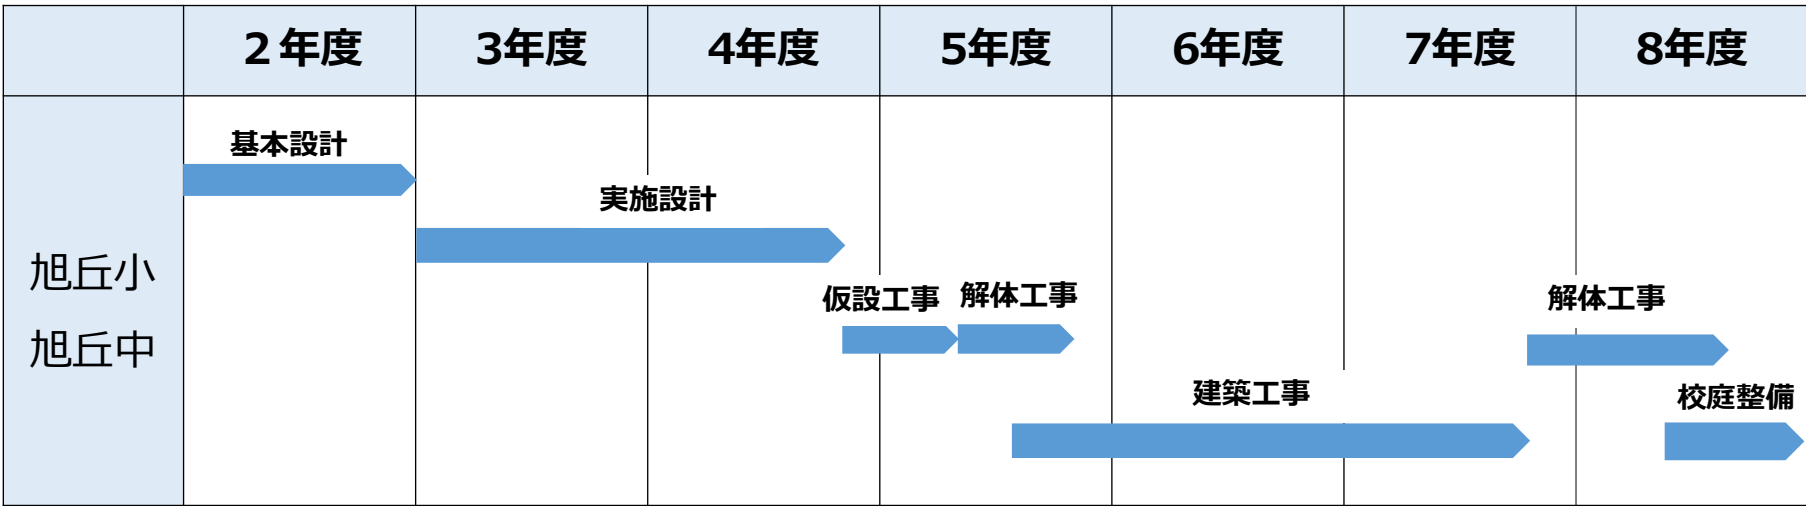 ２年度 3年度 4年度 5年度 6年度 7年度 8年度
基本設計
実施設計
旭丘小
旭丘中
仮設工事 解体工事 解体工事
建築工事 校庭整備